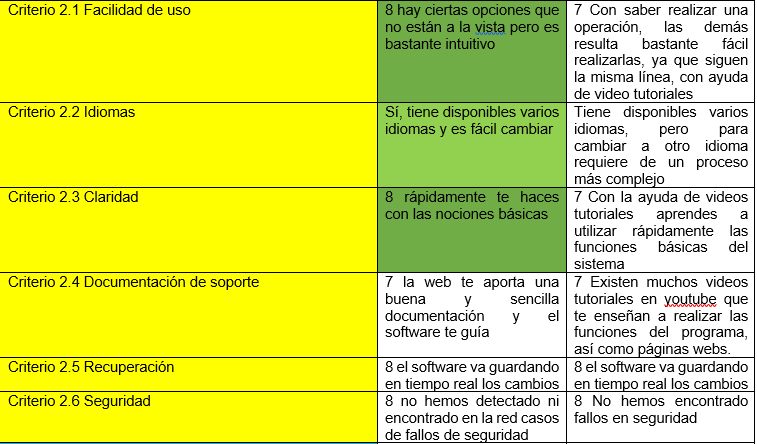 Criterio 2.1 Facilidad de uso
8 hay ciertas opciones que
no están a la vista pero es
bastante intuitivo
7 Con saber realizar una
operación, las demás
resulta bastante fácil
realizarlas, ya que siguen
la misma línea, con ayuda
de video tutoriales
Criterio 2.2 Idiomas
Sí, tiene disponibles varios
idiomas y es fácil cambiar
Tiene disponibles varios
idiomas, pero para
cambiar a otro idioma
requiere de un proceso
más complejo
Criterio 2.3 Claridad
8 rápidamente te haces
con las nociones básicas
7 Con la ayuda de videos
tutoriales aprendes a
utilizar rápidamente las
funciones básicas del
sistema
Criterio 2.4 Documentación de soporte
7 la web te aporta una
buena y sencilla
documentación y el
software te guía
7 Existen muchos videos
tutoriales en youtube que
te enseñan a realizar las
funciones del programa,
así como páginas webs.
Criterio 2.5 Recuperación
8 el software va guardando
en tiempo real los cambios
8 el software va guardando
en tiempo real los cambios
Criterio 2.6 Seguridad
8 no hemos detectado ni
encontrado en la red casos
de fallos de seguridad
8 No hemos encontrado
fallos en seguridad